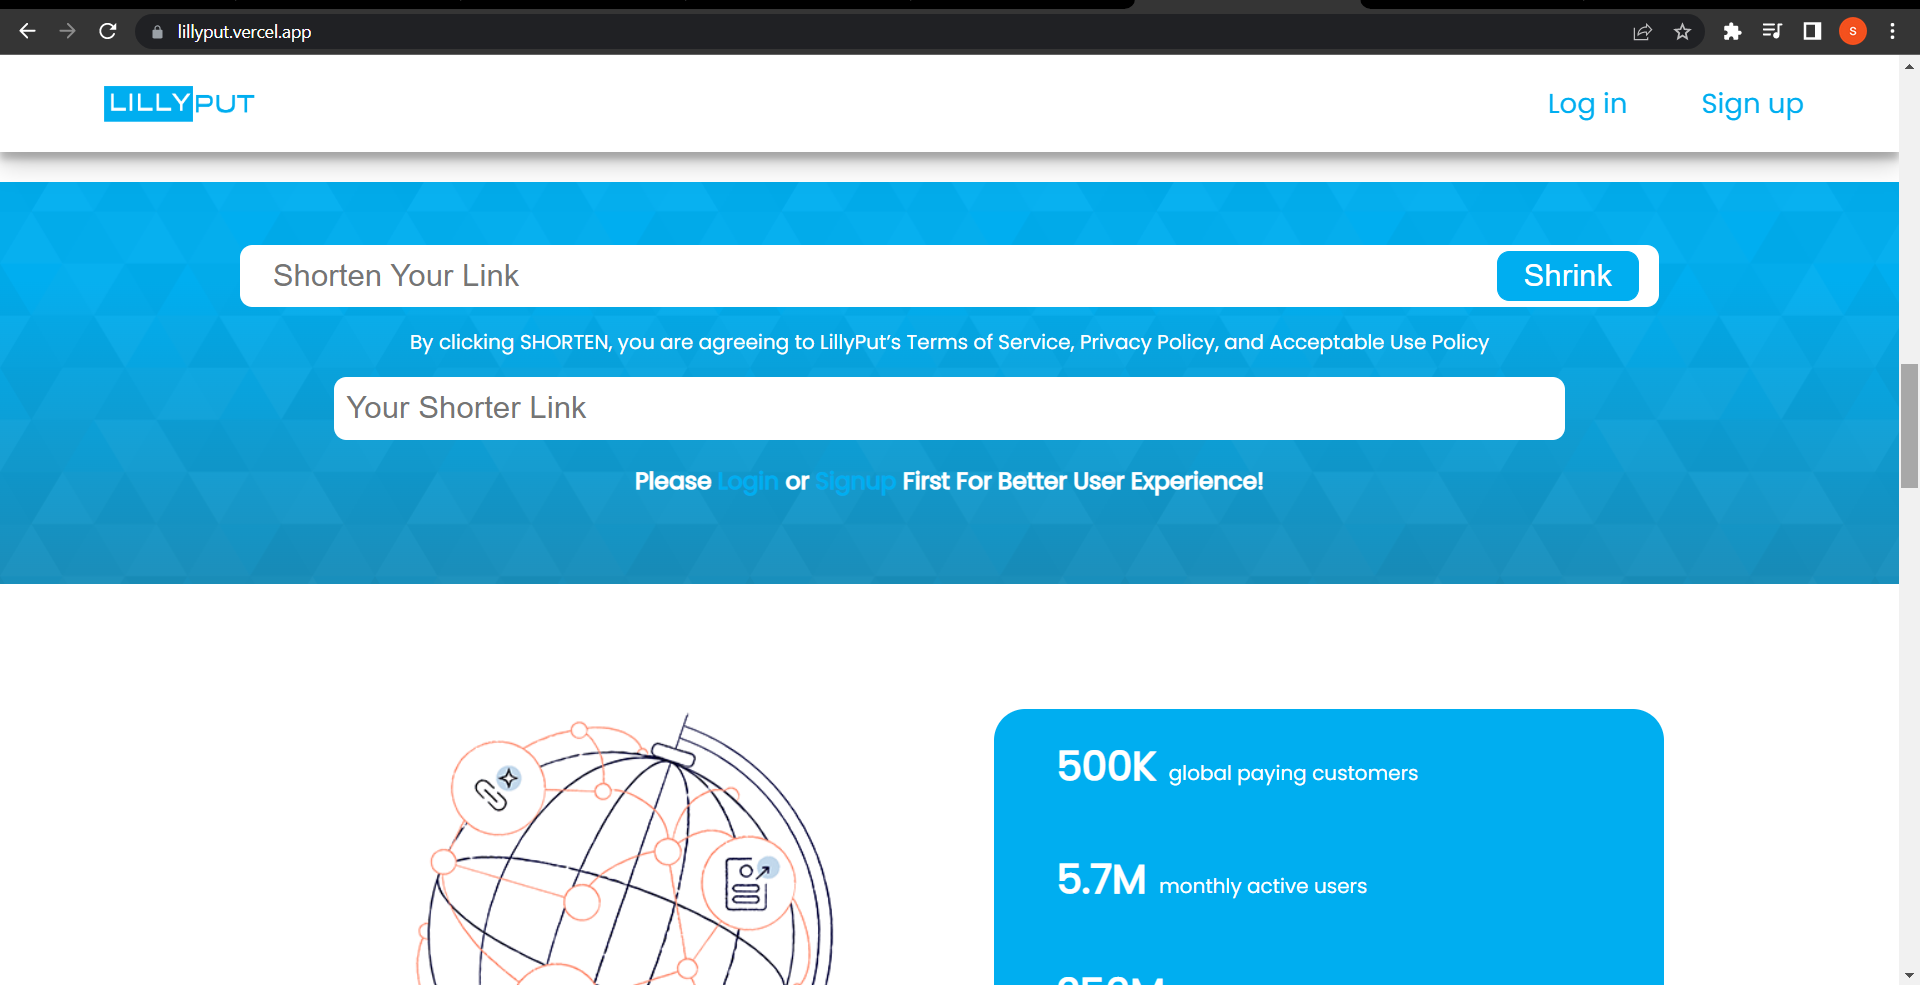 lillyput.vercel.app
S
LILLYPUT
Log in
Sign up
Shorten Your Link
Shrink
By clicking SHORTEN, you are agreeing to LillyPut’s Terms of Service, Privacy Policy, and Acceptable Use Policy
Your Shorter Link
Please Login or Signup First For Better User Experience!
500K global paying customers
5.7M monthly active users